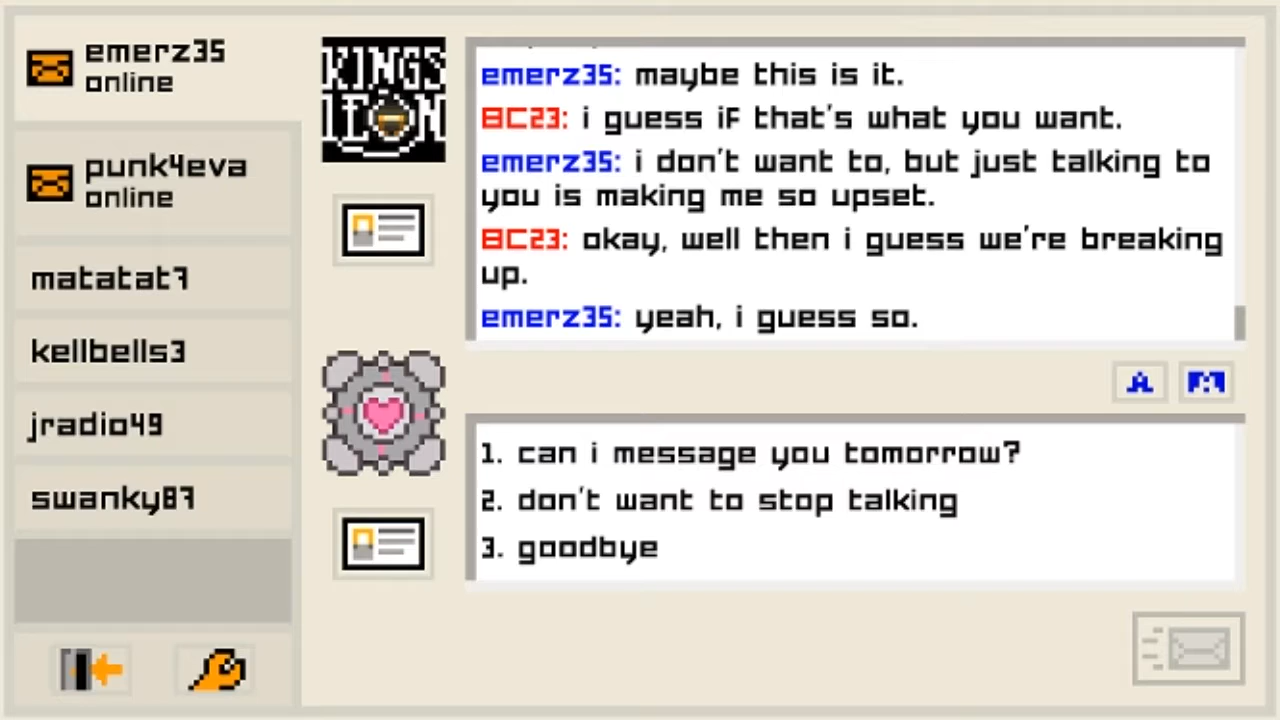 emerz35
online
punk4eva
online
matatat7
kellbells3
jradio49
swanky87
KINGS
emerz35: maybe this is it.
BC23: i guess if that's what you want.
emerz35: i don't want to, but just talking to
you is making me so upset.
BC23: okay, well then i guess we're breaking
up.
emerz35: yeah, i guess so.
A
1. can i message you tomorrow?
2. don't want to stop talking
3. goodbye